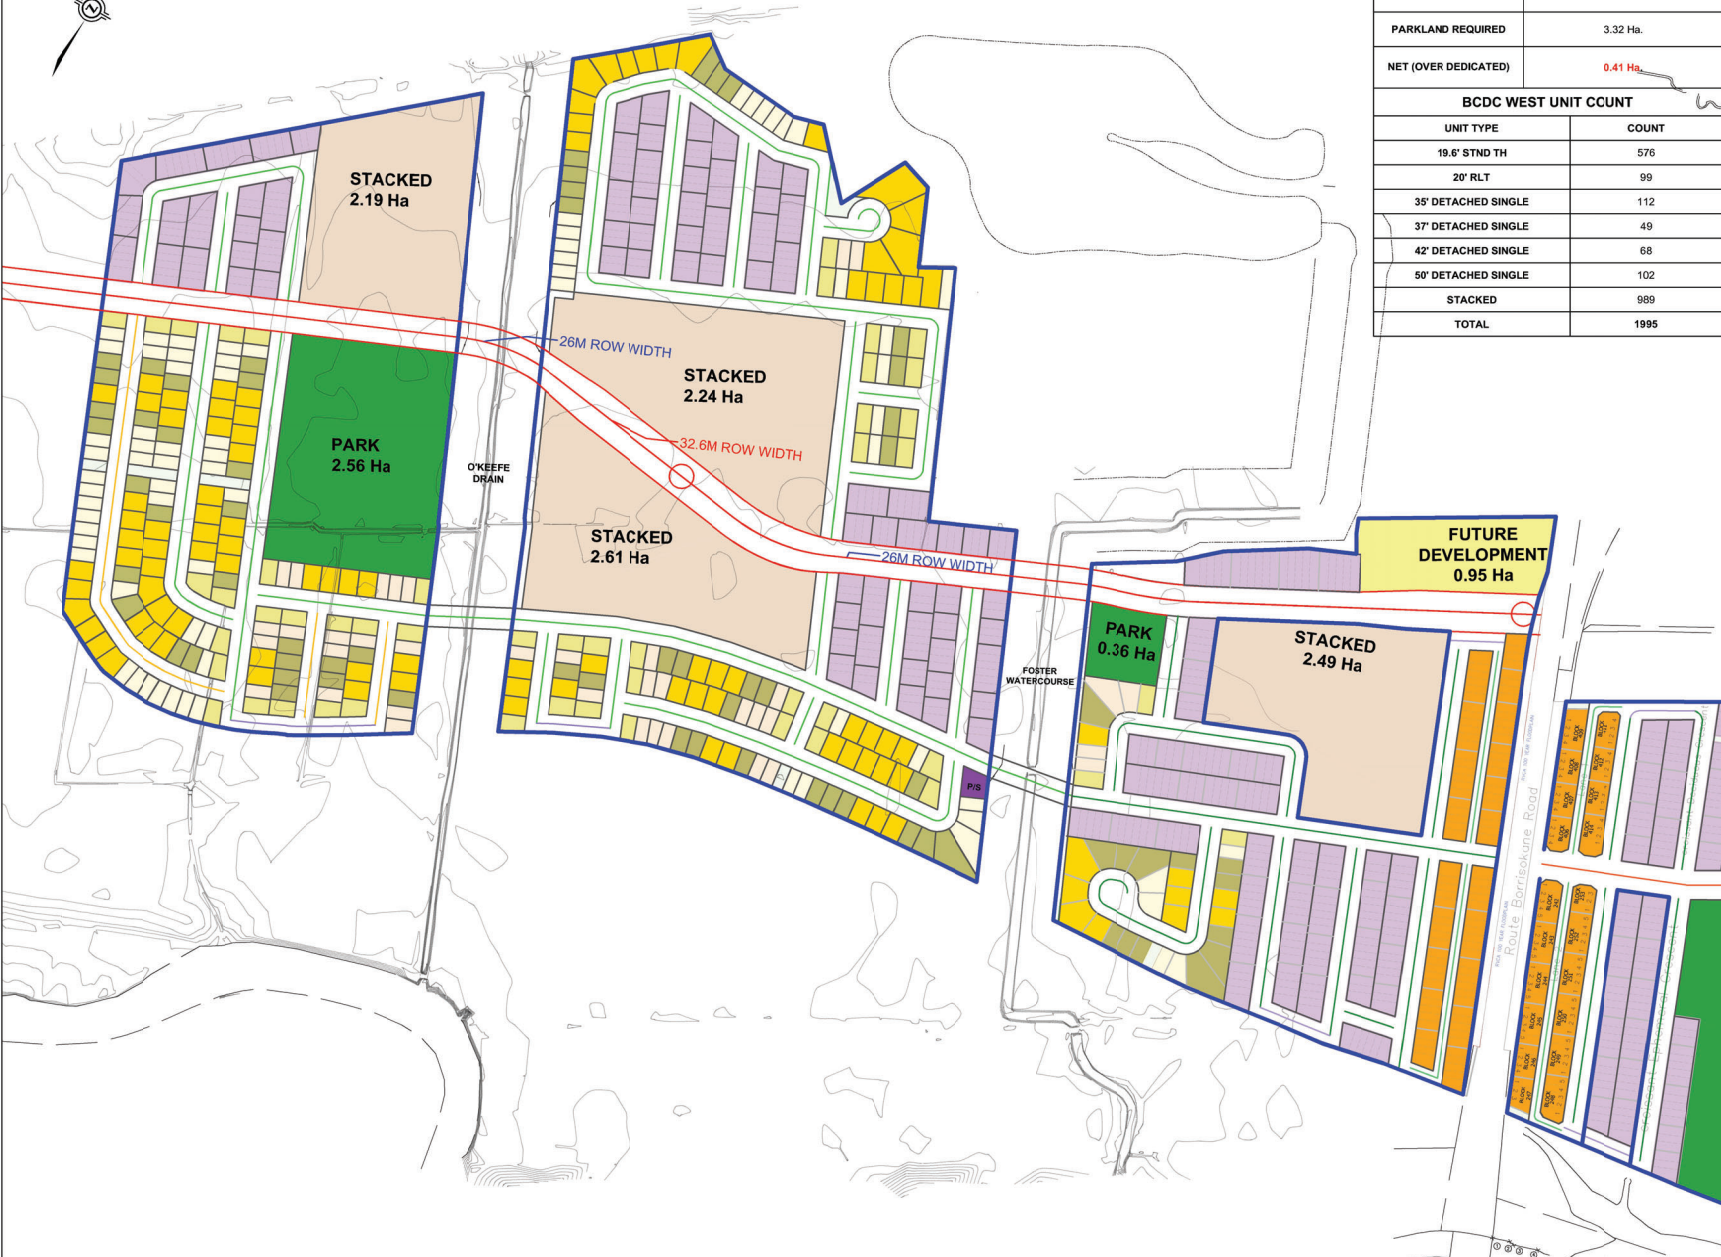 PARKLAND REQUIRED 3.32 Ha.
NET (OVER DEDICATED) 0.41 Ha.
BCDC WEST UNIT COUNT
UNIT TYPE COUNT
19.6' STND TH 576
20' RLT 99
35' DETACHED SINGLE 112
37' DETACHED SINGLE 49
42' DETACHED SINGLE 68
50' DETACHED SINGLE 102
STACKED 989
TOTAL 1995
STACKED
2.19 Ha
26M ROW WIDTH
STACKED
2.24 Ha
32.6M ROW WIDTH
PARK
2.56 Ha
O'KEEFE
DRAIN
STACKED
2.61 Ha
26M ROW WIDTH
FUTURE
DEVELOPMENT
0.95 Ha
PARK
0.36 Ha
STACKED
2.49 Ha
FOSTER
WATERCOURSE
P/S
Route Borrisokane Road